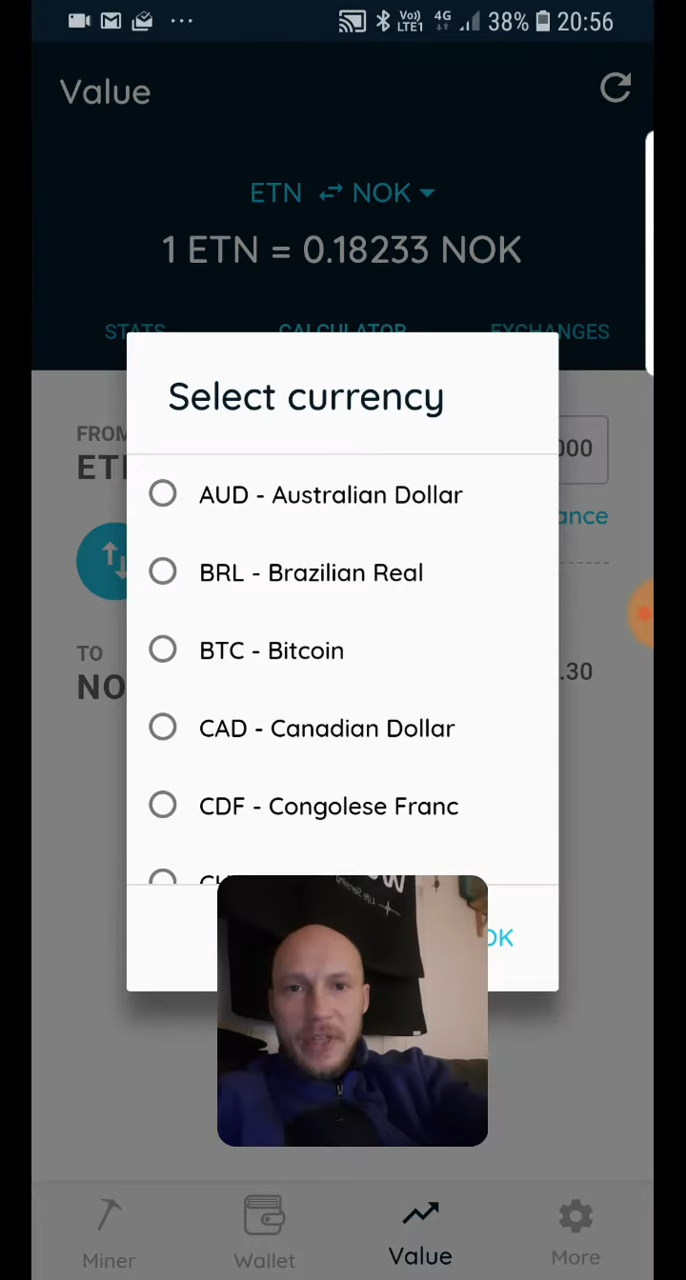 38% 20:56
Value
ETN ⇄ NOK
1 ETN = 0.18233 NOK
STATS CALCULATOR EXCHANGES
Select currency
AUD - Australian Dollar
BRL - Brazilian Real
BTC - Bitcoin
CAD - Canadian Dollar
CDF - Congolese Franc
OK
Miner Wallet Value More